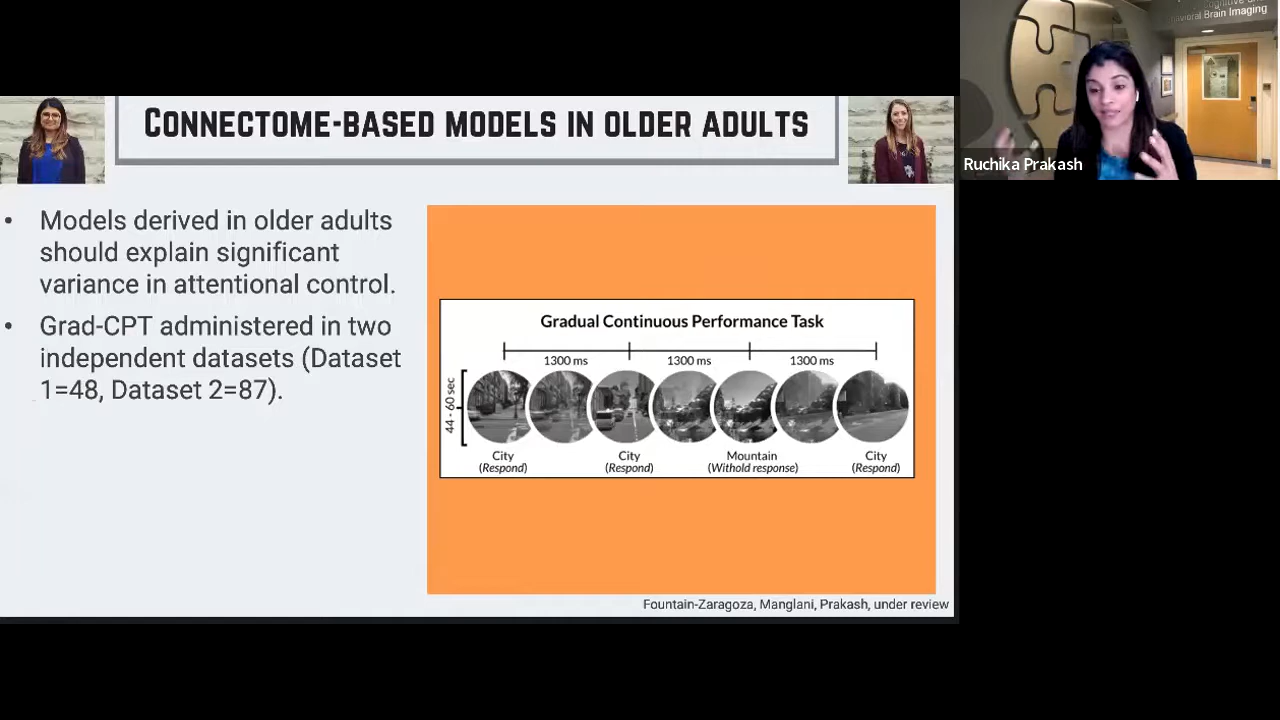 CONNECTOME-BASED MODELS IN OLDER ADULTS
• Models derived in older adults
should explain significant
variance in attentional control.
• Grad-CPT administered in two
independent datasets (Dataset
1=48, Dataset 2=87).
Gradual Continuous Performance Task
1300 ms 1300 ms 1300 ms
44 - 60 sec
City City Mountain City
(Respond) (Respond) (Withold response) (Respond)
Fountain-Zaragoza, Manglani, Prakash, under review
Brain Imaging
Ruchika Prakash